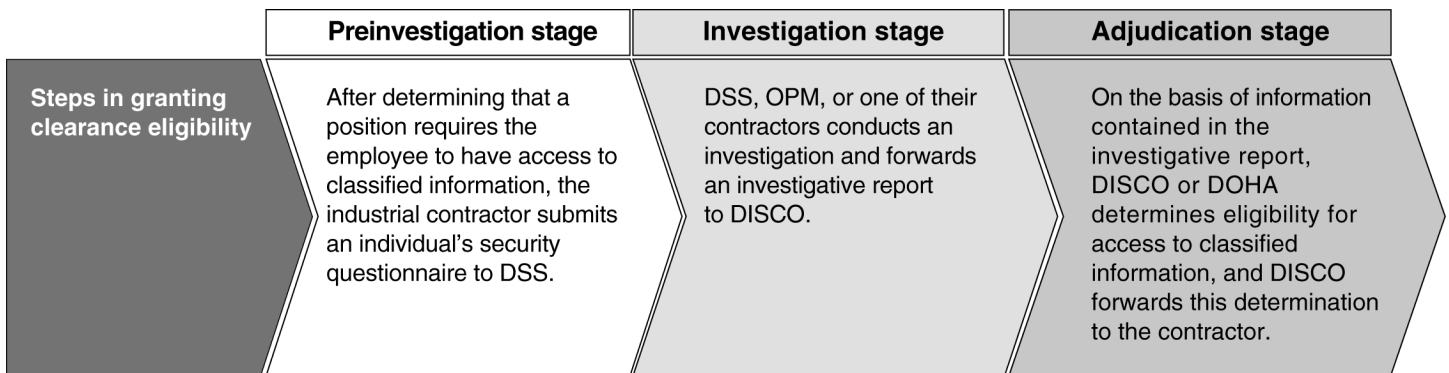 Preinvestigation stage
Investigation stage
Adjudication stage
Steps in granting
clearance eligibility
After determining that a
position requires the
employee to have access to
classified information, the
industrial contractor submits
an individual’s security
questionnaire to DSS.
DSS, OPM, or one of their
contractors conducts an
investigation and forwards
an investigative report
to DISCO.
On the basis of information
contained in the
investigative report,
DISCO or DOHA
determines eligibility for
access to classified
information, and DISCO
forwards this determination
to the contractor.